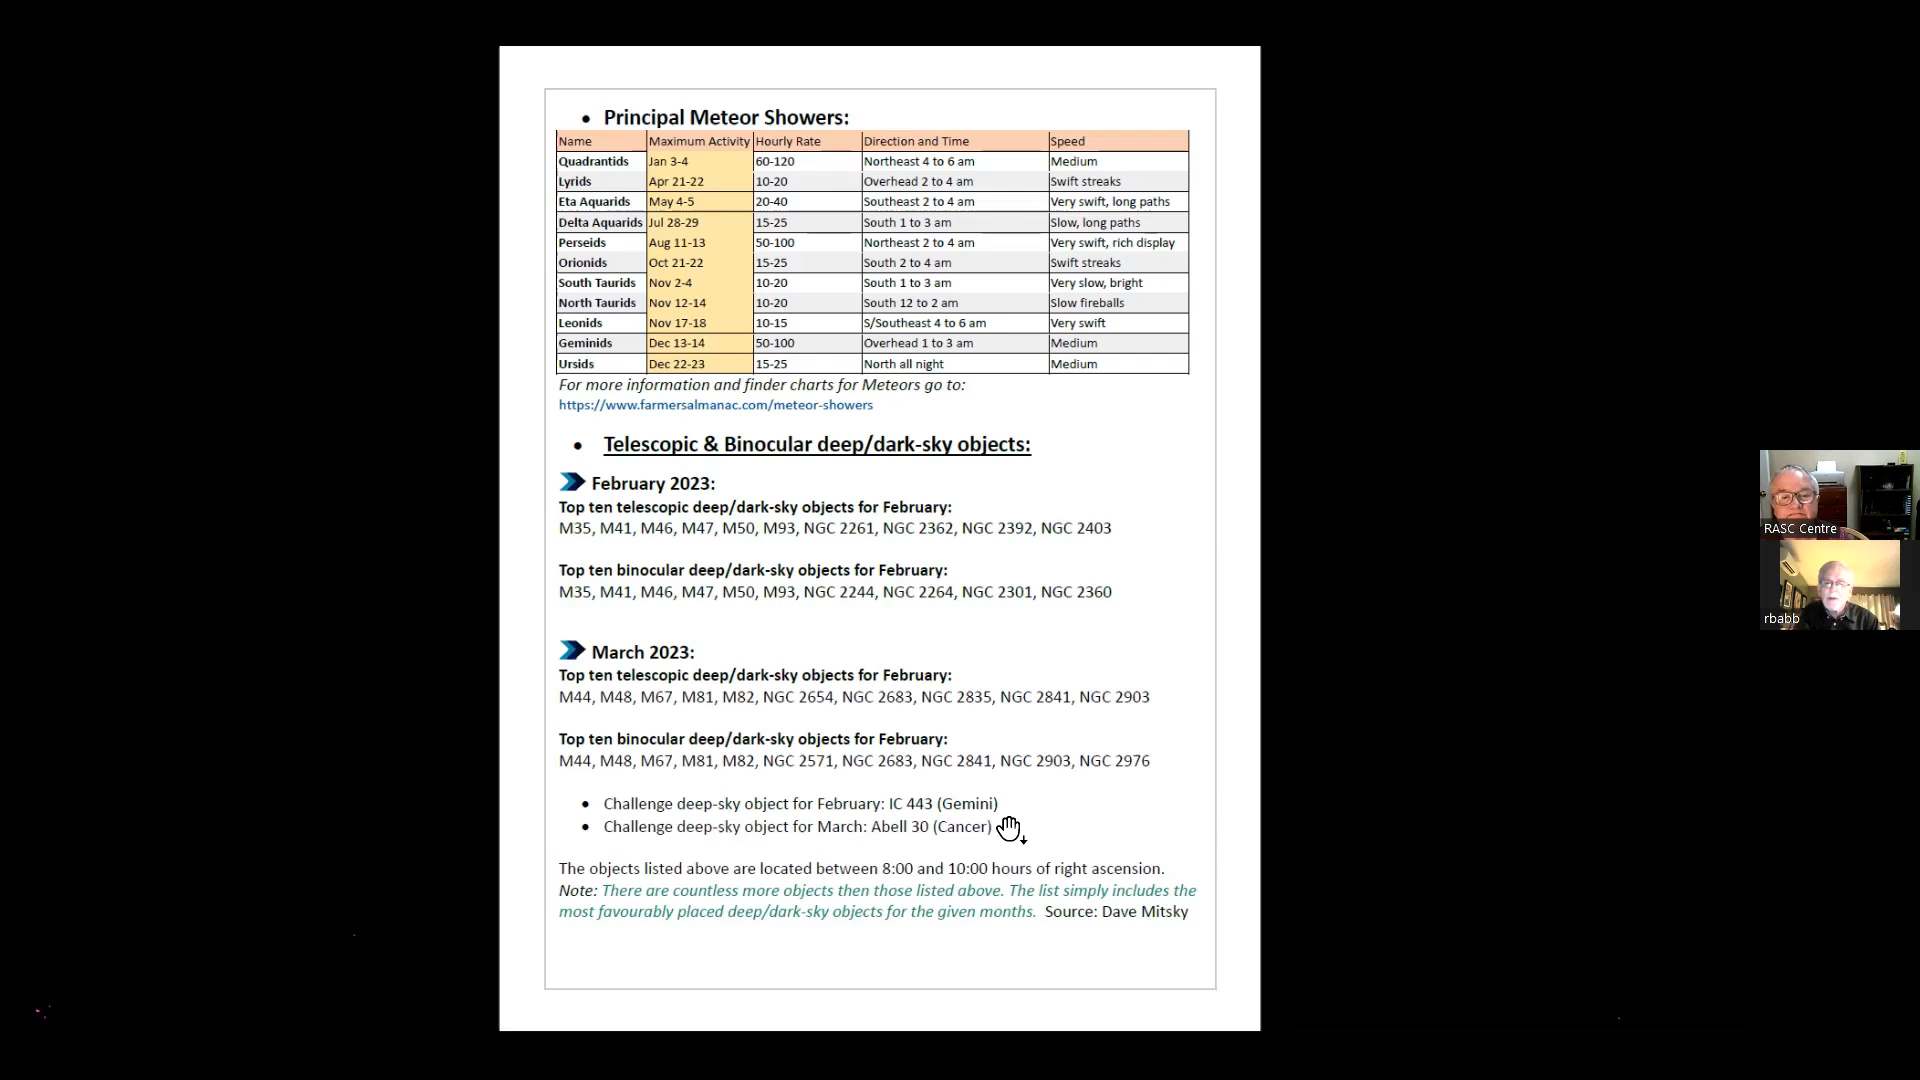 • Principal Meteor Showers:
Name Maximum Activity Hourly Rate Direction and Time Speed
Quadrantids Jan 3-4 60-120 Northeast 4 to 6 am Medium
Lyrids Apr 21-22 10-20 Overhead 2 to 4 am Swift streaks
Eta Aquarids May 4-5 20-40 Southeast 2 to 4 am Very swift, long paths
Delta Aquarids Jul 28-29 15-25 South 1 to 3 am Slow, long paths
Perseids Aug 11-13 50-100 Northeast 2 to 4 am Very swift, rich display
Orionids Oct 21-22 15-25 South 2 to 4 am Swift streaks
South Taurids Nov 2-4 10-20 South 1 to 3 am Very slow, bright
North Taurids Nov 12-14 10-20 South 12 to 2 am Slow fireballs
Leonids Nov 17-18 10-15 S/Southeast 4 to 6 am Very swift
Geminids Dec 13-14 50-100 Overhead 1 to 3 am Medium
Ursids Dec 22-23 15-25 North all night Medium
For more information and finder charts for Meteors go to:
https://www.farmersalmanac.com/meteor-showers
• Telescopic & Binocular deep/dark-sky objects:
February 2023:
Top ten telescopic deep/dark-sky objects for February:
M35, M41, M46, M47, M50, M93, NGC 2261, NGC 2362, NGC 2392, NGC 2403
Top ten binocular deep/dark-sky objects for February:
M35, M41, M46, M47, M50, M93, NGC 2244, NGC 2264, NGC 2301, NGC 2360
March 2023:
Top ten telescopic deep/dark-sky objects for February:
M44, M48, M67, M81, M82, NGC 2654, NGC 2683, NGC 2835, NGC 2841, NGC 2903
Top ten binocular deep/dark-sky objects for February:
M44, M48, M67, M81, M82, NGC 2571, NGC 2683, NGC 2841, NGC 2903, NGC 2976
• Challenge deep-sky object for February: IC 443 (Gemini)
• Challenge deep-sky object for March: Abell 30 (Cancer)
The objects listed above are located between 8:00 and 10:00 hours of right ascension.
Note: There are countless more objects then those listed above. The list simply includes the
most favourably placed deep/dark-sky objects for the given months. Source: Dave Mitsky
RASC Centre
rbabb